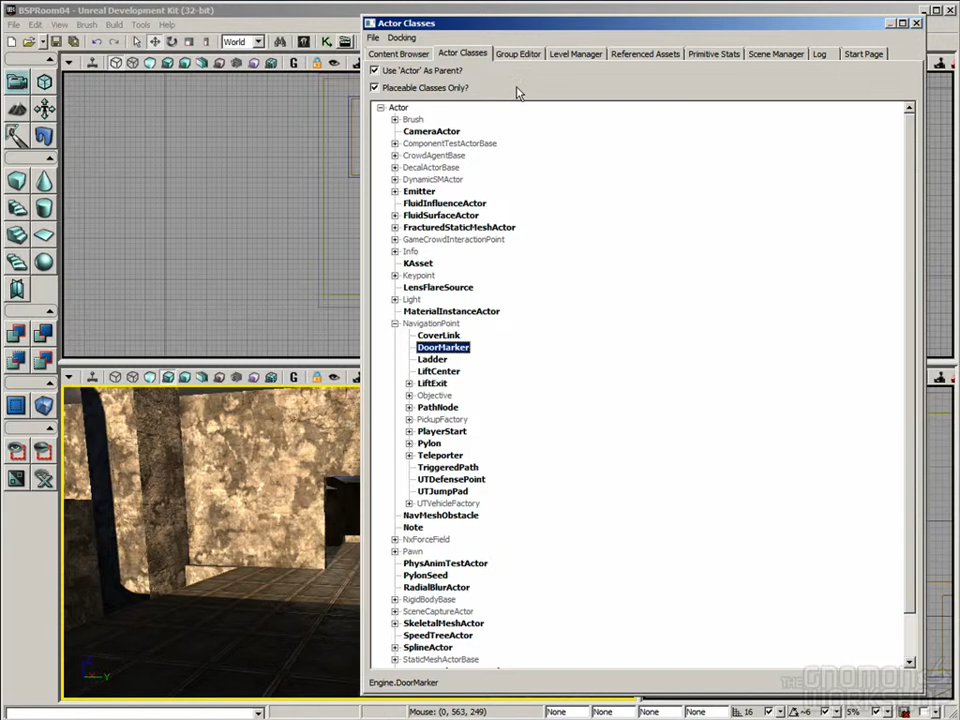 BSPRoom04 - Unreal Development Kit (32-bit)
File Edit View Brush Build Tools Help
World
Actor Classes
File Docking
Content Browser Actor Classes Group Editor Level Manager Referenced Assets Primitive Stats Scene Manager Log Start Page
Use 'Actor' As Parent?
Placeable Classes Only?
Actor
Brush
CameraActor
ComponentTestActorBase
CrowdAgentBase
DecalActorBase
DynamicSMActor
Emitter
FluidInfluenceActor
FluidSurfaceActor
FracturedStaticMeshActor
GameCrowdInteractionPoint
Info
KAsset
Keypoint
LensFlareSource
Light
MaterialInstanceActor
NavigationPoint
CoverLink
DoorMarker
Ladder
LiftCenter
LiftExit
Objective
PathNode
PickupFactory
PlayerStart
Pylon
Teleporter
TriggeredPath
UTDefensePoint
UTJumpPad
UTVehicleFactory
NavMeshObstacle
Note
NxForceField
Pawn
PhysAnimTestActor
PylonSeed
RadialBlurActor
RigidBodyBase
SceneCaptureActor
SkeletalMeshActor
SpeedTreeActor
SplineActor
StaticMeshActorBase
Engine.DoorMarker
G
G
Z
X Y
THE GNOMON WORKSHOP
Mouse: (0, 563, 249) None None None None 16 ~6 5%